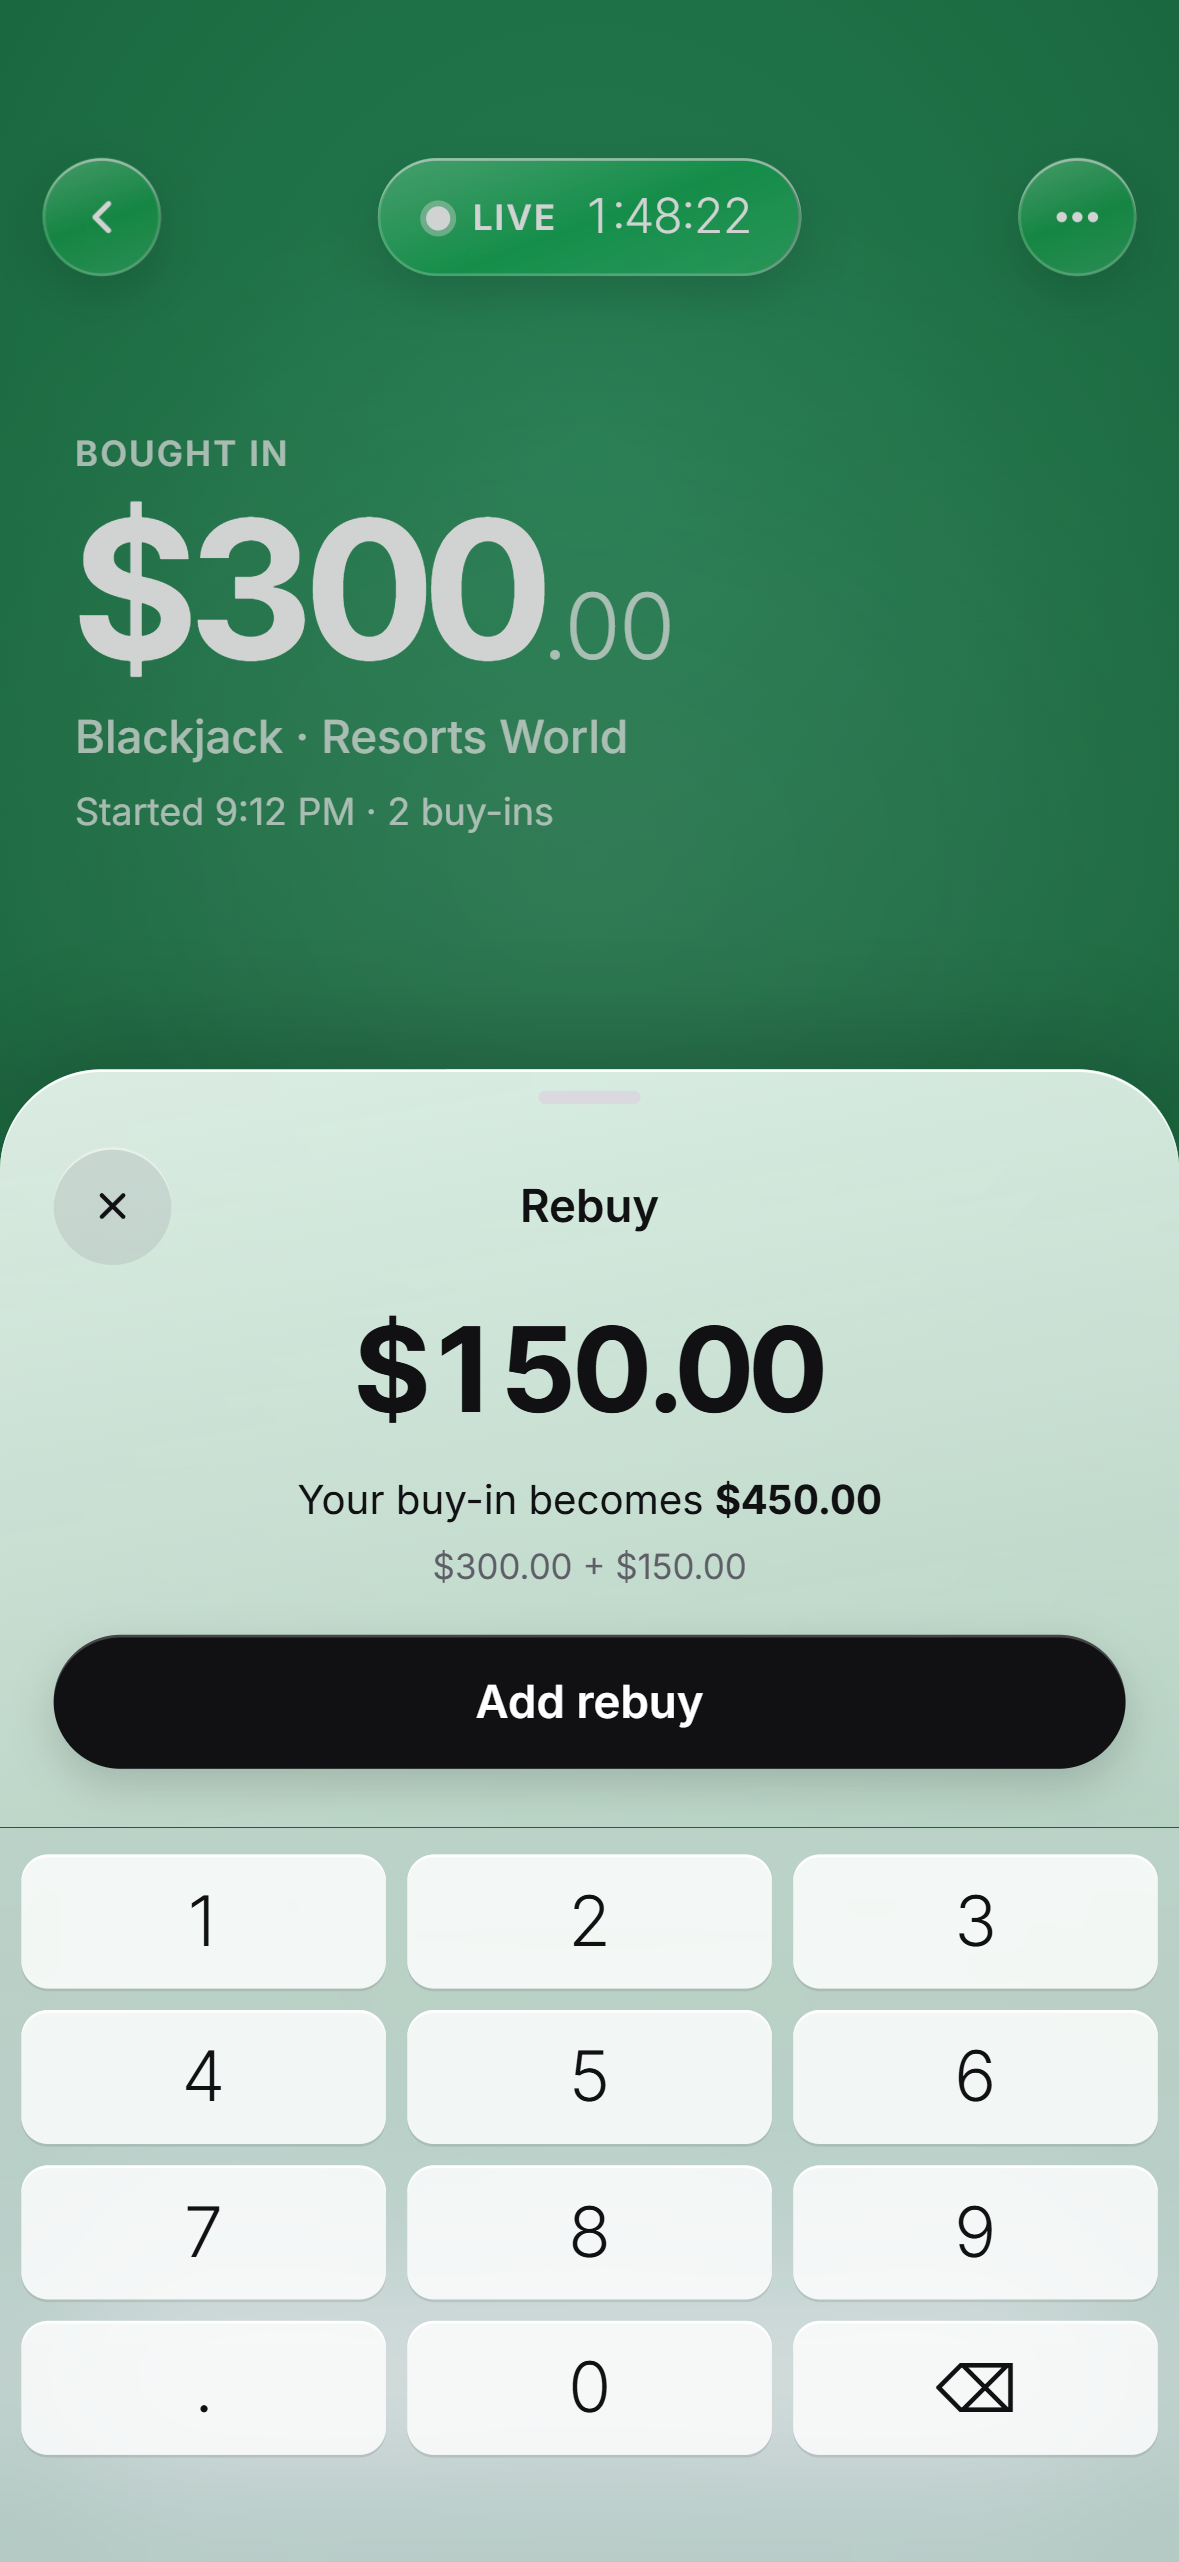 LIVE 1:48:22
BOUGHT IN
$300.00
Blackjack · Resorts World
Started 9:12 PM · 2 buy-ins
Rebuy
$150.00
Your buy-in becomes $450.00
$300.00 + $150.00
Add rebuy
1 2 3
4 5 6
7 8 9
. 0